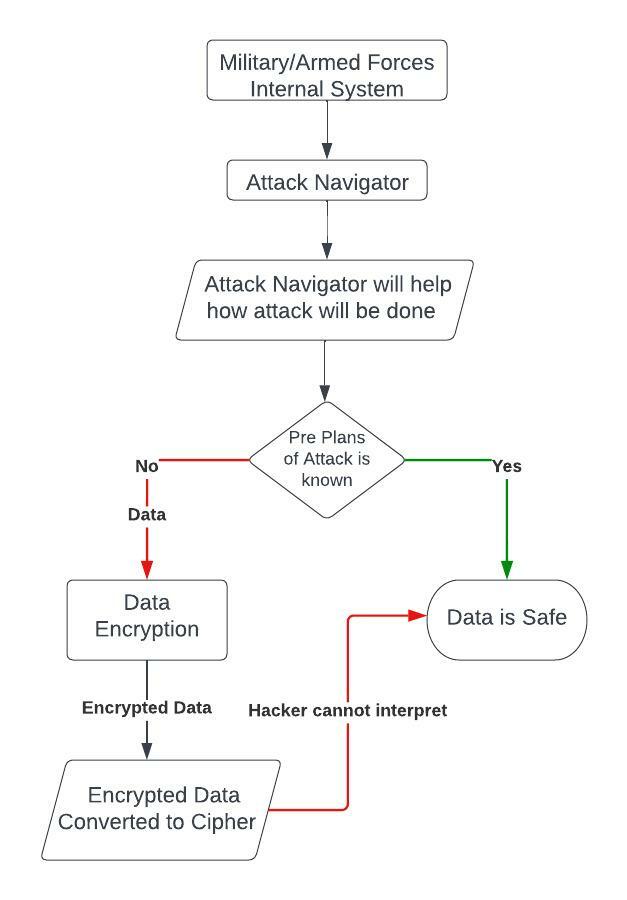 Military/Armed Forces
Internal System
Attack Navigator
Attack Navigator will help
how attack will be done
Pre Plans
of Attack is
known
No
Yes
Data
Data
Encryption
Data is Safe
Encrypted Data
Hacker cannot interpret
Encrypted Data
Converted to Cipher